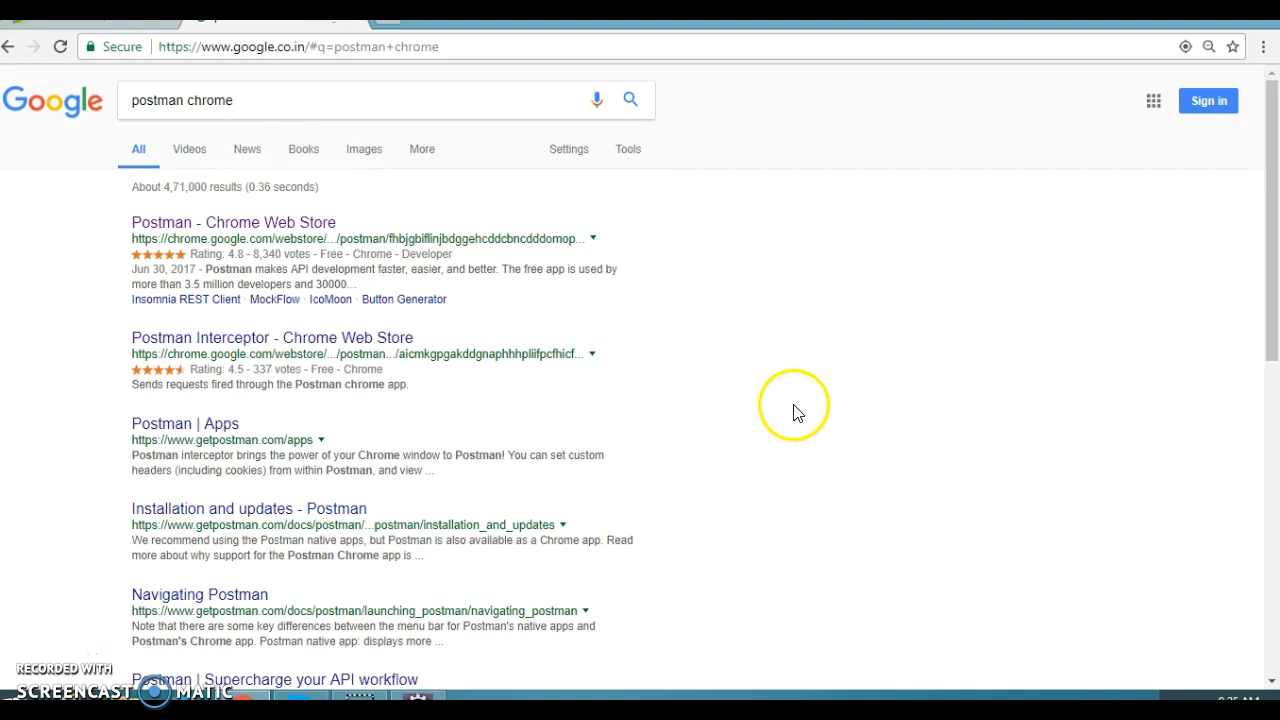 Secure
https://www.google.co.in/#q=postman+chrome
Google
postman chrome
Sign in
All Videos News Books Images More Settings Tools
About 4,71,000 results (0.36 seconds)
Postman - Chrome Web Store
https://chrome.google.com/webstore/.../postman/fhbjgbiflinjbdggehcddcbncdddomop...
Rating: 4.8 - 8,340 votes - Free - Chrome - Developer
Jun 30, 2017 - Postman makes API development faster, easier, and better. The free app is used by
more than 3.5 million developers and 30000...
Insomnia REST Client · MockFlow · IcoMoon · Button Generator
Postman Interceptor - Chrome Web Store
https://chrome.google.com/webstore/.../postman.../aicmkgpgakddgnaphhhpliifpcfhicf...
Rating: 4.5 - 337 votes - Free - Chrome
Sends requests fired through the Postman chrome app.
Postman | Apps
https://www.getpostman.com/apps
Postman interceptor brings the power of your Chrome window to Postman! You can set custom
headers (including cookies) from within Postman, and view ...
Installation and updates - Postman
https://www.getpostman.com/docs/postman/...postman/installation_and_updates
We recommend using the Postman native apps, but Postman is also available as a Chrome app. Read
more about why support for the Postman Chrome app is ...
Navigating Postman
https://www.getpostman.com/docs/postman/launching_postman/navigating_postman
Note that there are some key differences between the menu bar for Postman's native apps and
Postman's Chrome app. Postman native app: displays more ...
Postman | Supercharge your API workflow
RECORDED WITH
SCREENCAST MATIC